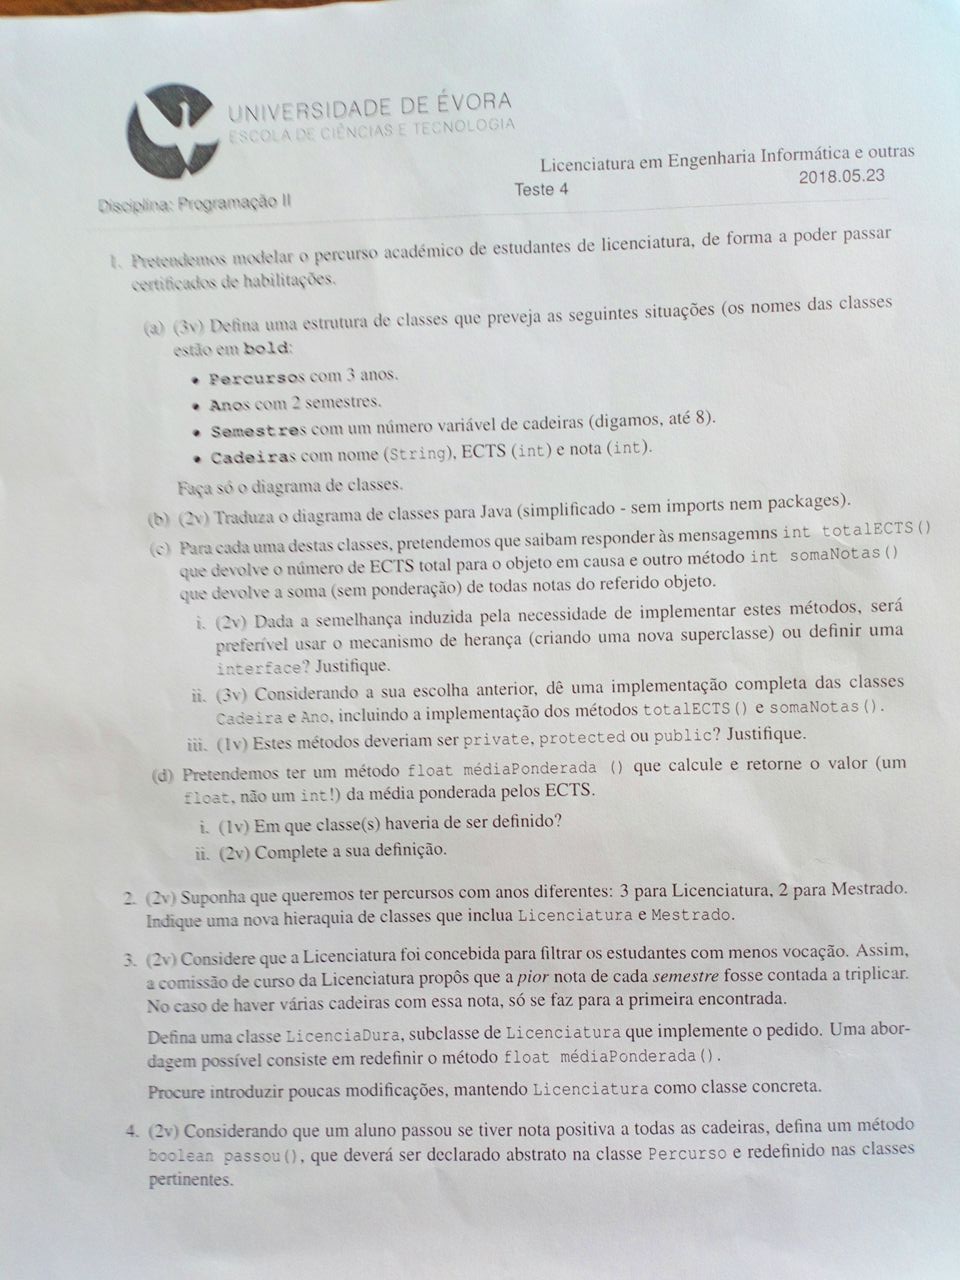 UNIVERSIDADE DE ÉVORA
ESCOLA DE CIÊNCIAS E TECNOLOGIA
Licenciatura em Engenharia Informática e outras
Disciplina: Programação II
Teste 4
2018.05.23
1. Pretendemos modelar o percurso académico de estudantes de licenciatura, de forma a poder passar
certificados de habilitações.
(a) (3v) Defina uma estrutura de classes que preveja as seguintes situações (os nomes das classes
estão em bold:
• Percursos com 3 anos.
• Anos com 2 semestres.
• Semestres com um número variável de cadeiras (digamos, até 8).
• Cadeiras com nome (String), ECTS (int) e nota (int).
Faça só o diagrama de classes.
(b) (2v) Traduza o diagrama de classes para Java (simplificado - sem imports nem packages).
(c) Para cada uma destas classes, pretendemos que saibam responder às mensagemns int totalECTS()
que devolve o número de ECTS total para o objeto em causa e outro método int somaNotas()
que devolve a soma (sem ponderação) de todas notas do referido objeto.
i. (2v) Dada a semelhança induzida pela necessidade de implementar estes métodos, será
preferível usar o mecanismo de herança (criando uma nova superclasse) ou definir uma
interface? Justifique.
ii. (3v) Considerando a sua escolha anterior, dê uma implementação completa das classes
Cadeira e Ano, incluindo a implementação dos métodos totalECTS() e somaNotas().
iii. (1v) Estes métodos deveriam ser private, protected ou public? Justifique.
(d) Pretendemos ter um método float médiaPonderada () que calcule e retorne o valor (um
float, não um int!) da média ponderada pelos ECTS.
i. (1v) Em que classe(s) haveria de ser definido?
ii. (2v) Complete a sua definição.
2. (2v) Suponha que queremos ter percursos com anos diferentes: 3 para Licenciatura, 2 para Mestrado.
Indique uma nova hieraquia de classes que inclua Licenciatura e Mestrado.
3. (2v) Considere que a Licenciatura foi concebida para filtrar os estudantes com menos vocação. Assim,
a comissão de curso da Licenciatura propôs que a pior nota de cada semestre fosse contada a triplicar.
No caso de haver várias cadeiras com essa nota, só se faz para a primeira encontrada.
Defina uma classe LicenciaDura, subclasse de Licenciatura que implemente o pedido. Uma abor-
dagem possível consiste em redefinir o método float médiaPonderada().
Procure introduzir poucas modificações, mantendo Licenciatura como classe concreta.
4. (2v) Considerando que um aluno passou se tiver nota positiva a todas as cadeiras, defina um método
boolean passou(), que deverá ser declarado abstrato na classe Percurso e redefinido nas classes
pertinentes.